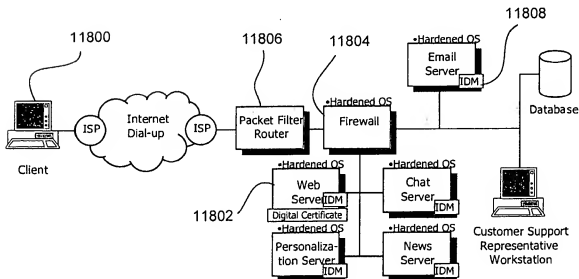 11800
11806
11804
11808
•Hardened OS
Email
Server
IDM
Database
ISP
Internet
Dial-up
ISP
Packet Filter
Router
•Hardened OS
Firewall
Client
•Hardened OS
Web
Server
IDM
Digital Certificate
11802
•Hardened OS
Chat
Server
IDM
•Hardened OS
Personaliza-
tion Server
IDM
•Hardened OS
News
Server
IDM
Customer Support
Representative
Workstation